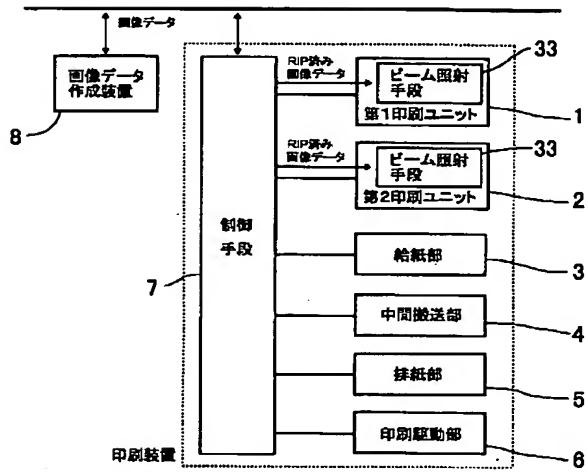 画像データ
画像データ
作成装置
8
RIP済み
画像データ
ビーム照射
手段
第1印刷ユニット
33
1
RIP済み
画像データ
ビーム照射
手段
第2印刷ユニット
33
2
制御
手段
7
給紙部
3
中間搬送部
4
排紙部
5
印刷駆動部
6
印刷装置